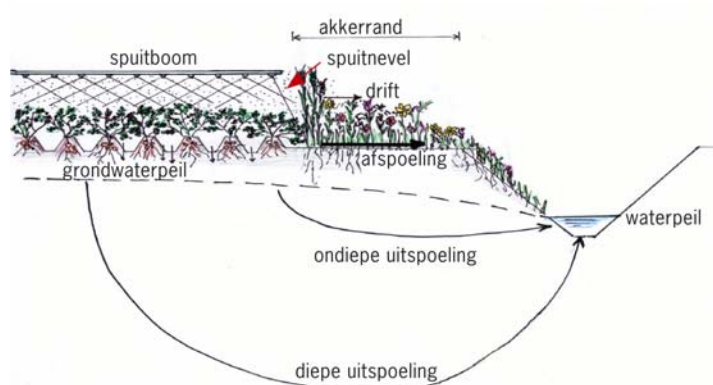 akkerrand
spuitboom
spuitnevel
drift
afspoeling
grondwaterpeil
waterpeil
ondiepe uitspoeling
diepe uitspoeling